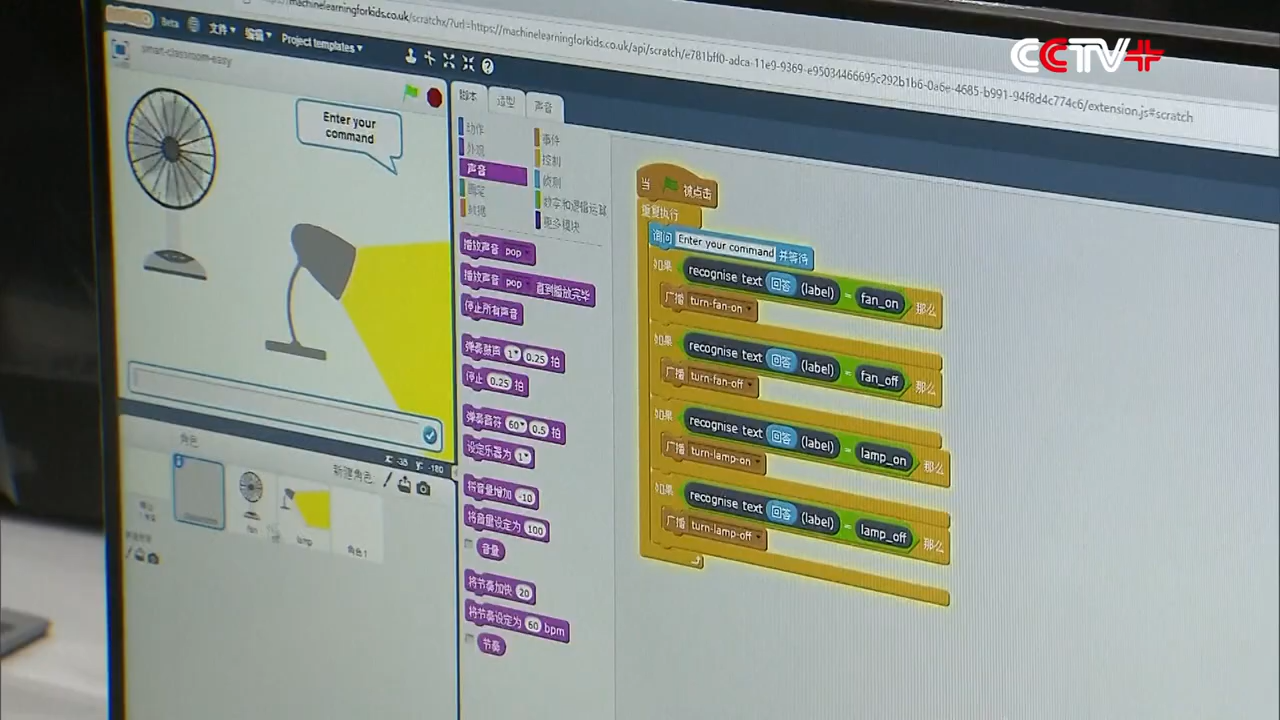 CCTV+
machinelearningforkids.co.uk/scratchx/?url=https://machinelearningforkids.co.uk/api/scratch/e781bff0-adca-11e9-9369-e95034466695c292b1b6-0a6e-4685-b991-94f8d4c774c6/extension.js#scratch
Beta 文件 编辑 Project templates
smart-classroom-easy
Enter your
command
脚本 造型 声音
动作 事件
外观 控制
声音 侦测
画笔 数字和逻辑运算
数据 更多模块
播放声音 pop
播放声音 pop 直到播放完毕
停止所有声音
弹奏鼓声 1 0.25 拍
停止 0.25 拍
弹奏音符 60 0.5 拍
设定乐器为 1
将音量增加 -10
将音量设定为 100
音量
将节奏加快 20
将节奏设定为 60 bpm
节奏
当 被点击
重复执行
询问 Enter your command 并等待
如果 recognise text 回答 (label) = fan_on 那么
广播 turn-fan-on
如果 recognise text 回答 (label) = fan_off 那么
广播 turn-fan-off
如果 recognise text 回答 (label) = lamp_on 那么
广播 turn-lamp-on
如果 recognise text 回答 (label) = lamp_off 那么
广播 turn-lamp-off
x: -35 y: -180
角色 新建角色
fan lamp 角色1